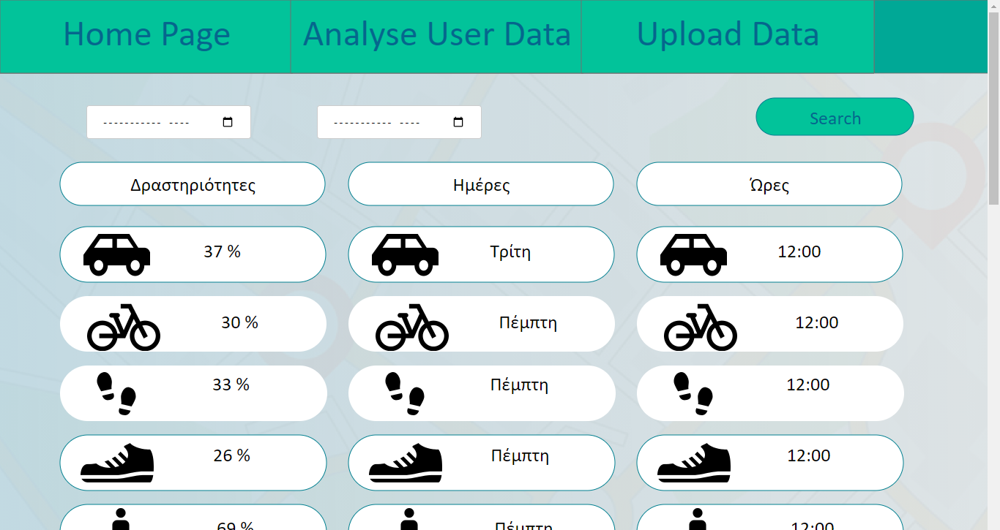 Home Page Analyse User Data Upload Data
----------- ---- ----------- ---- Search
Δραστηριότητες Ημέρες Ώρες
37 % Τρίτη 12:00
30 % Πέμπτη 12:00
33 % Πέμπτη 12:00
26 % Πέμπτη 12:00
69 % Πέμπτη 12:00